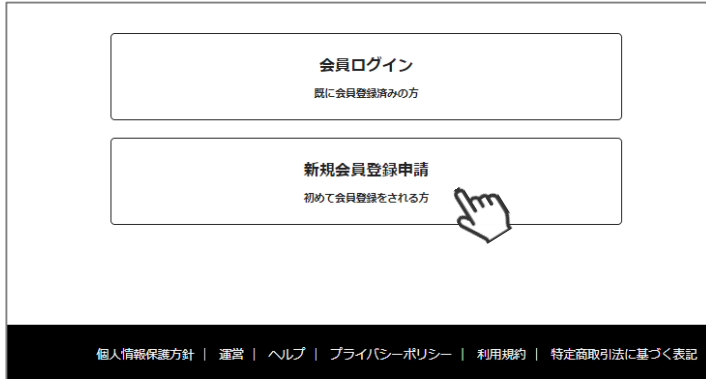 会員ログイン
既に会員登録済みの方
新規会員登録申請
初めて会員登録をされる方
個人情報保護方針 | 運営 | ヘルプ | プライバシーポリシー | 利用規約 | 特定商取引法に基づく表記